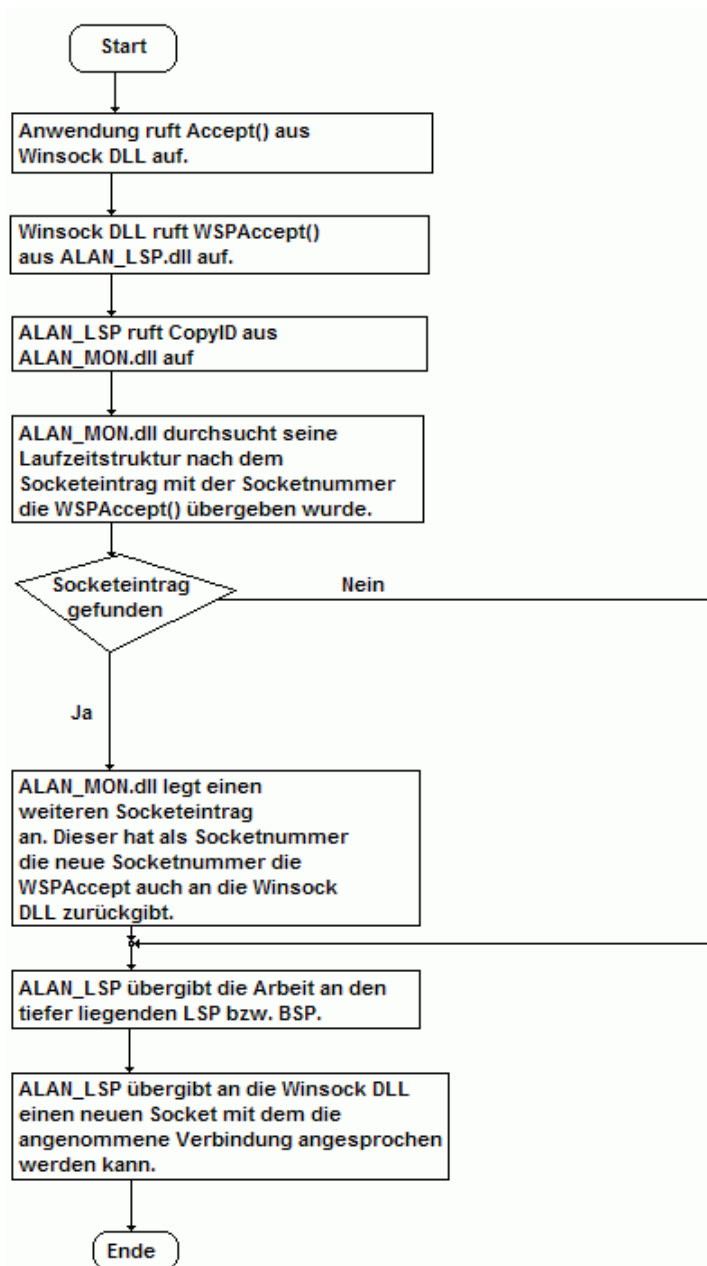 Start
Anwendung ruft Accept() aus
Winsock DLL auf.
Winsock DLL ruft WSPAccept()
aus ALAN_LSP.dll auf.
ALAN_LSP ruft CopyID aus
ALAN_MON.dll auf
ALAN_MON.dll durchsucht seine
Laufzeitstruktur nach dem
Socketeintrag mit der Socketnummer
die WSPAccept() übergeben wurde.
Socketeintrag
gefunden
Nein
Ja
ALAN_MON.dll legt einen
weiteren Socketeintrag
an. Dieser hat als Socketnummer
die neue Socketnummer die
WSPAccept auch an die Winsock
DLL zurückgibt.
ALAN_LSP übergibt die Arbeit an den
tiefer liegenden LSP bzw. BSP.
ALAN_LSP übergibt an die Winsock DLL
einen neuen Socket mit dem die
angenommene Verbindung angesprochen
werden kann.
Ende